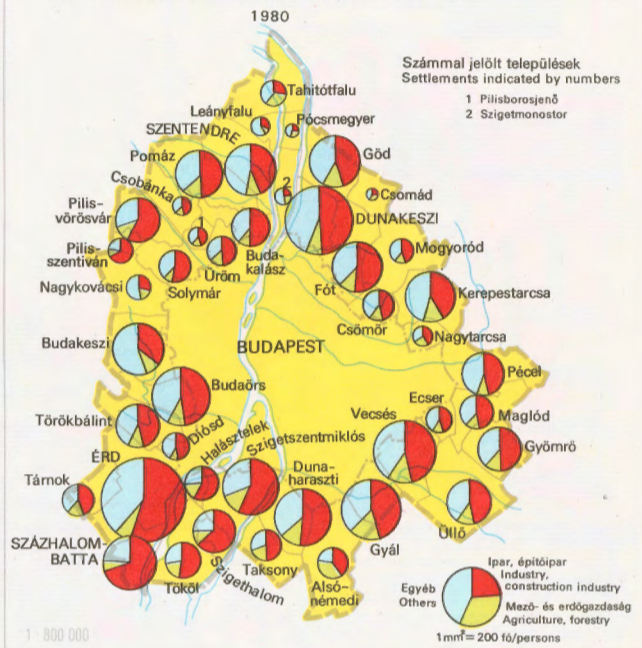 1980
Számmal jelölt települések
Settlements indicated by numbers
1 Pilisborosjenő
2 Szigetmonostor
Tahitótfalu
Leányfalu
Pócsmegyer
SZENTENDRE
Pomáz
Göd
Csobánka
2
Csomád
Pilis-
vörösvár
DUNAKESZI
1
Pilis-
szentiván
Mogyoród
Üröm
Buda-
kalász
Nagykovácsi
Solymár
Fót
Kerepestarcsa
Csömör
Nagytarcsa
Budakeszi
BUDAPEST
Pécel
Budaörs
Ecser
Vecsés
Maglód
Törökbálint
Diósd
Halásztelek
Szigetszentmiklós
Gyömrő
ÉRD
Tárnok
Duna-
haraszti
Üllő
Gyál
SZÁZHALOM-
BATTA
Tököl
Szigethalom
Taksony
Alsó-
némedi
Ipar, építőipar
Industry,
construction industry
Egyéb
Others
Mező- és erdőgazdaság
Agriculture, forestry
1mm²=200 fő/persons
1:800 000